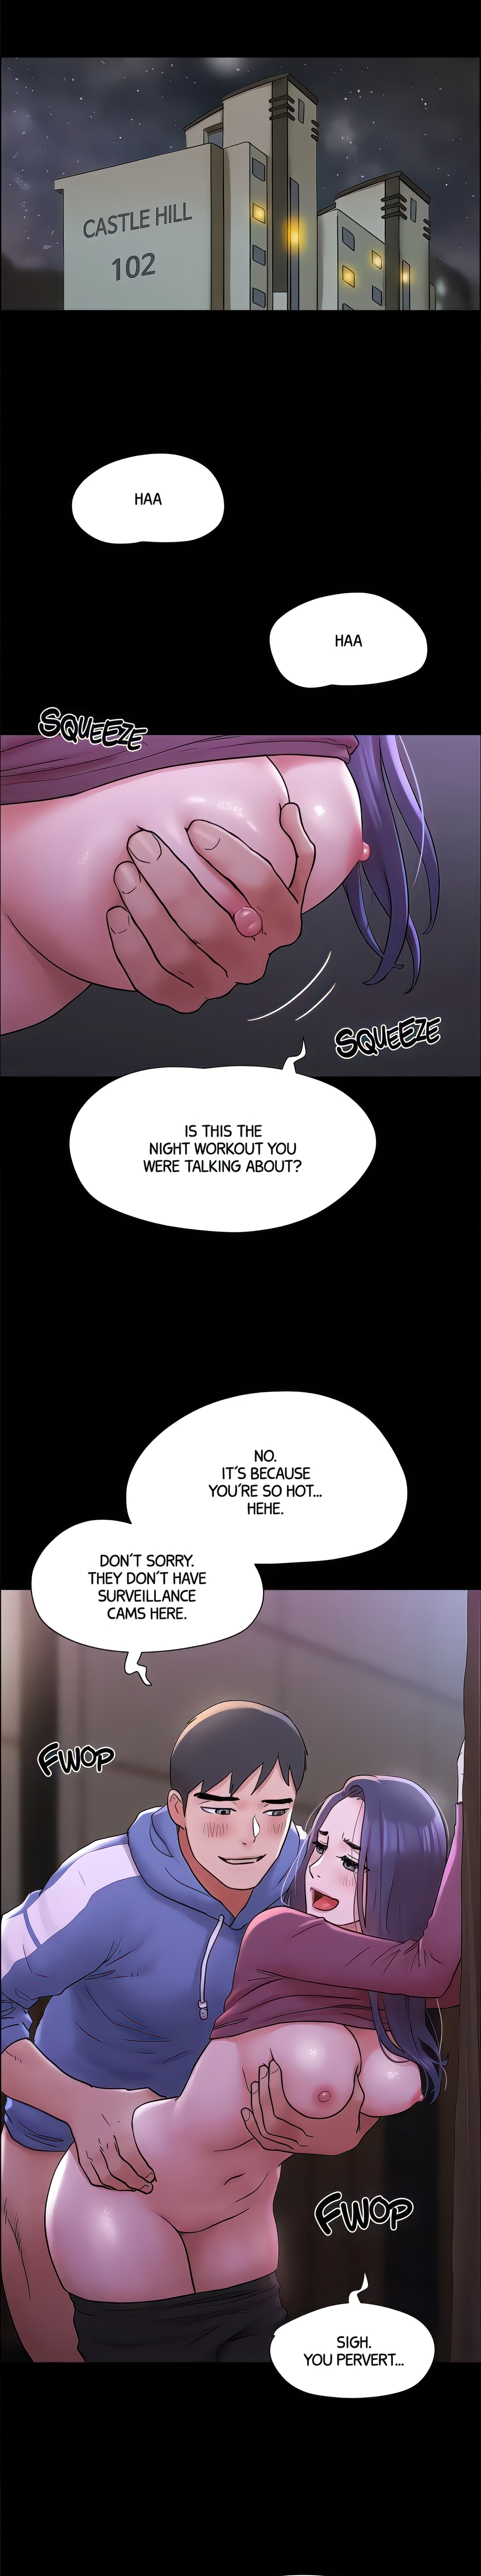 CASTLE HILL
102
HAA
HAA
SQUEEZE
SQUEEZE
IS THIS THE
NIGHT WORKOUT YOU
WERE TALKING ABOUT?
NO.
IT'S BECAUSE
YOU'RE SO HOT...
HEHE.
DON'T SORRY.
THEY DON'T HAVE
SURVEILLANCE
CAMS HERE.
FWOP
FWOP
SIGH.
YOU PERVERT...